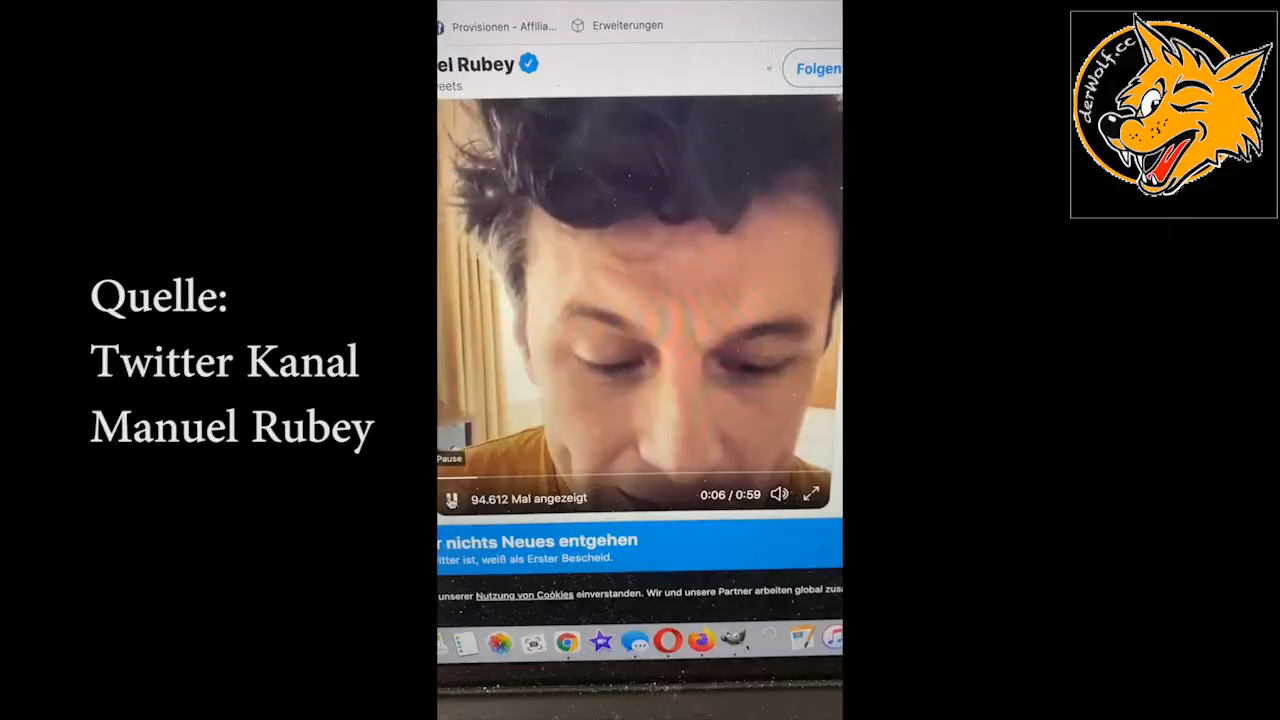 Provisionen - Affilia... Erweiterungen
derWolf.cc
el Rubey
Folgen
eets
Quelle:
Twitter Kanal
Manuel Rubey
Pause
94.612 Mal angezeigt 0:06 / 0:59
r nichts Neues entgehen
itter ist, weiß als Erster Bescheid.
unserer Nutzung von Cookies einverstanden. Wir und unsere Partner arbeiten global zusa